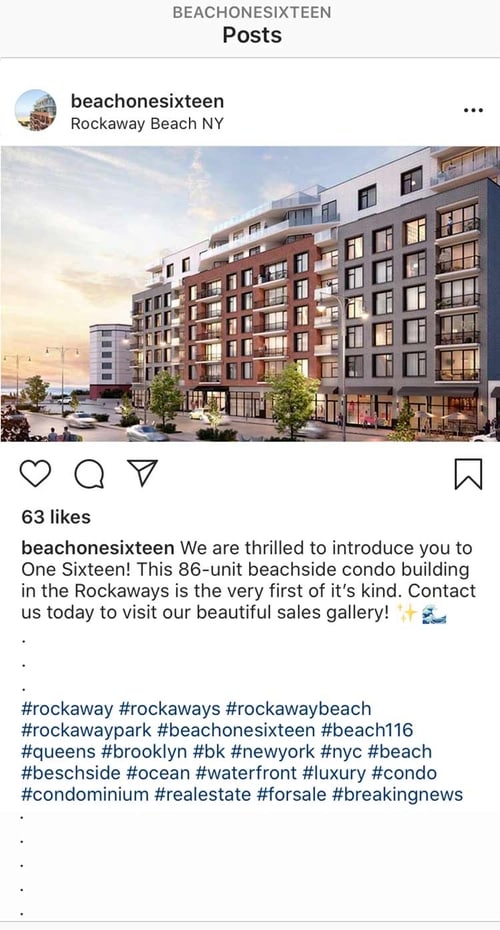 BEACHONESIXTEEN
Posts
beachonesixteen
Rockaway Beach NY
63 likes
beachonesixteen We are thrilled to introduce you to
One Sixteen! This 86-unit beachside condo building
in the Rockaways is the very first of it’s kind. Contact
us today to visit our beautiful sales gallery! ✨🌊
.
.
.
#rockaway #rockaways #rockawaybeach
#rockawaypark #beachonesixteen #beach116
#queens #brooklyn #bk #newyork #nyc #beach
#beschside #ocean #waterfront #luxury #condo
#condominium #realestate #forsale #breakingnews
.
.
.
.
.